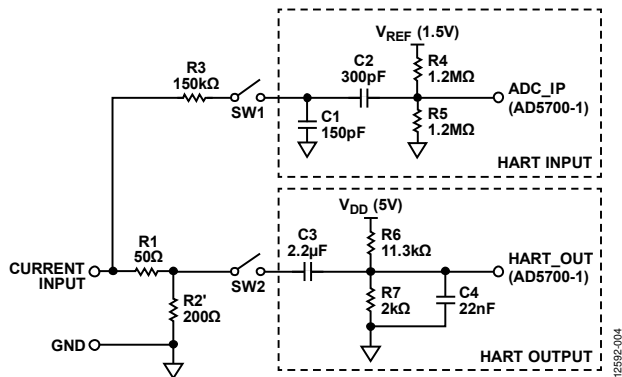 VREF (1.5V)
R3
150kΩ
SW1
C1
150pF
C2
300pF
R4
1.2MΩ
R5
1.2MΩ
ADC_IP
(AD5700-1)
HART INPUT
VDD (5V)
CURRENT
INPUT
R1
50Ω
R2'
200Ω
GND
SW2
C3
2.2µF
R6
11.3kΩ
R7
2kΩ
C4
22nF
HART_OUT
(AD5700-1)
HART OUTPUT
12592-004